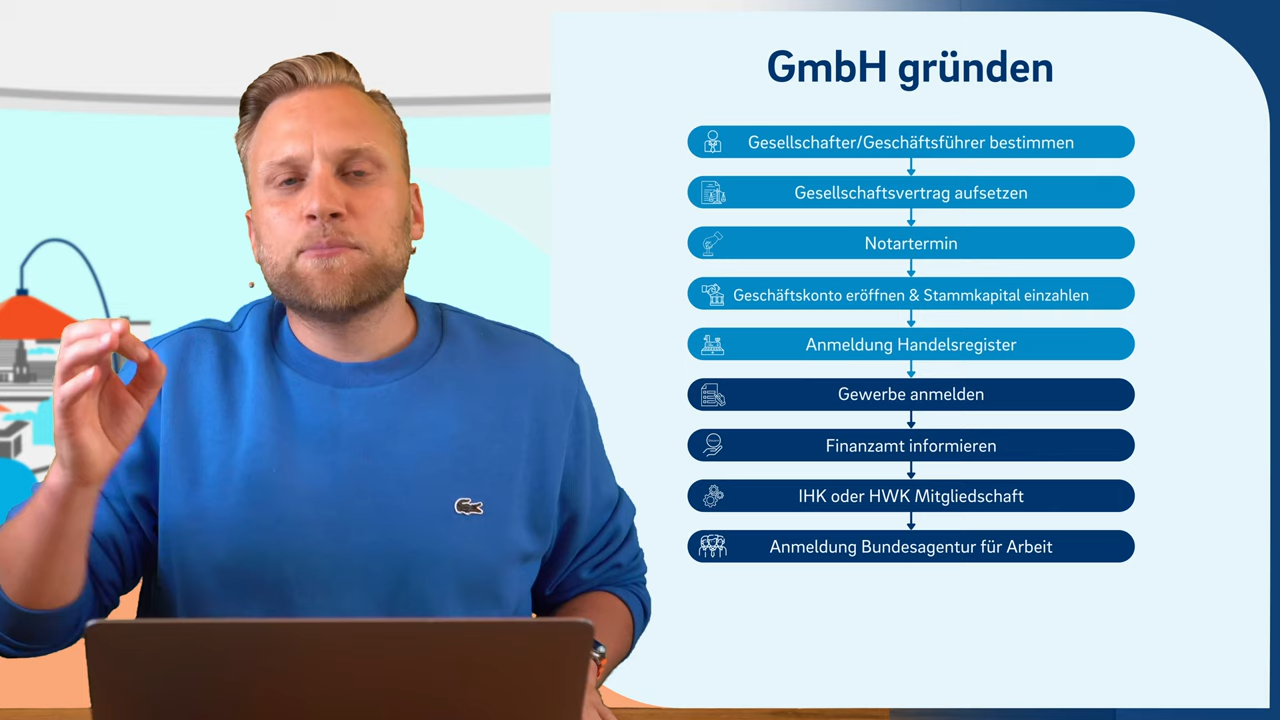 GmbH gründen
Gesellschafter/Geschäftsführer bestimmen
Gesellschaftsvertrag aufsetzen
Notartermin
Geschäftskonto eröffnen & Stammkapital einzahlen
Anmeldung Handelsregister
Gewerbe anmelden
Finanzamt informieren
IHK oder HWK Mitgliedschaft
Anmeldung Bundesagentur für Arbeit